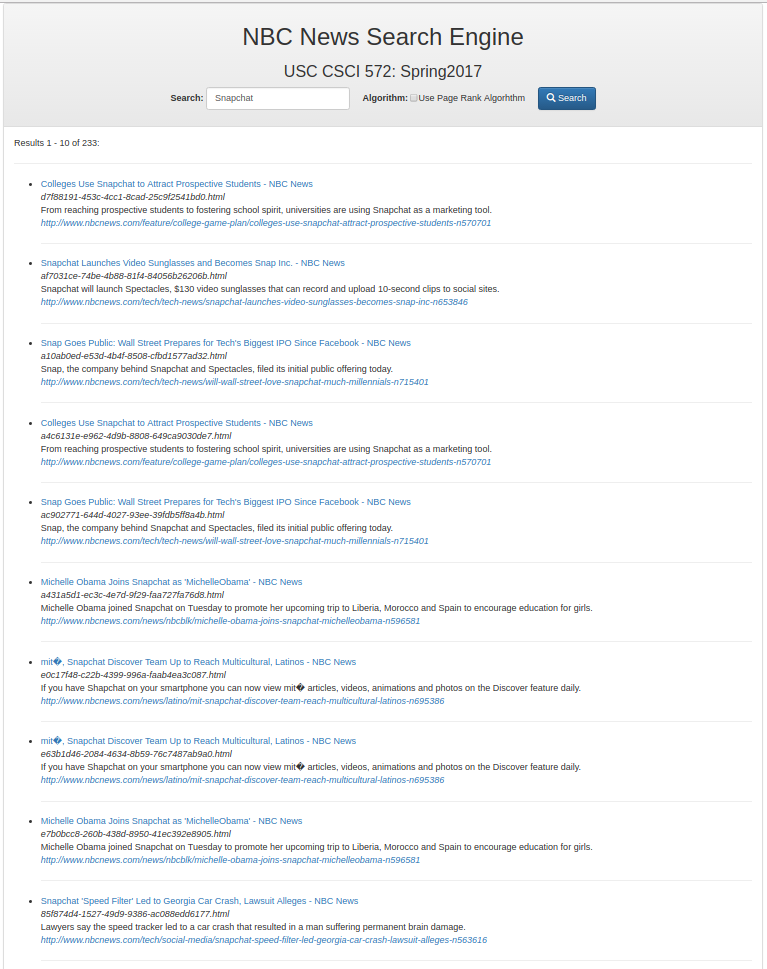 NBC News Search Engine
USC CSCI 572: Spring2017
Search: Snapchat Algorithm: Use Page Rank Algorhthm Search
Results 1 - 10 of 233:
Colleges Use Snapchat to Attract Prospective Students - NBC News
d7f88191-453c-4cc1-8cad-25c9f2541bd0.html
From reaching prospective students to fostering school spirit, universities are using Snapchat as a marketing tool.
http://www.nbcnews.com/feature/college-game-plan/colleges-use-snapchat-attract-prospective-students-n570701
Snapchat Launches Video Sunglasses and Becomes Snap Inc. - NBC News
af7031ce-74be-4b88-81f4-84056b26206b.html
Snapchat will launch Spectacles, $130 video sunglasses that can record and upload 10-second clips to social sites.
http://www.nbcnews.com/tech/tech-news/snapchat-launches-video-sunglasses-becomes-snap-inc-n653846
Snap Goes Public: Wall Street Prepares for Tech's Biggest IPO Since Facebook - NBC News
a10ab0ed-e53d-4b4f-8508-cfbd1577ad32.html
Snap, the company behind Snapchat and Spectacles, filed its initial public offering today.
http://www.nbcnews.com/tech/tech-news/will-wall-street-love-snapchat-much-millennials-n715401
Colleges Use Snapchat to Attract Prospective Students - NBC News
a4c6131e-e962-4d9b-8808-649ca9030de7.html
From reaching prospective students to fostering school spirit, universities are using Snapchat as a marketing tool.
http://www.nbcnews.com/feature/college-game-plan/colleges-use-snapchat-attract-prospective-students-n570701
Snap Goes Public: Wall Street Prepares for Tech's Biggest IPO Since Facebook - NBC News
ac902771-644d-4027-93ee-39fdb5ff8a4b.html
Snap, the company behind Snapchat and Spectacles, filed its initial public offering today.
http://www.nbcnews.com/tech/tech-news/will-wall-street-love-snapchat-much-millennials-n715401
Michelle Obama Joins Snapchat as 'MichelleObama' - NBC News
a431a5d1-ec3c-4e7d-9f29-faa727fa76d8.html
Michelle Obama joined Snapchat on Tuesday to promote her upcoming trip to Liberia, Morocco and Spain to encourage education for girls.
http://www.nbcnews.com/news/nbcblk/michelle-obama-joins-snapchat-michelleobama-n596581
mit�, Snapchat Discover Team Up to Reach Multicultural, Latinos - NBC News
e0c17f48-c22b-4399-996a-faab4ea3c087.html
If you have Shapchat on your smartphone you can now view mit� articles, videos, animations and photos on the Discover feature daily.
http://www.nbcnews.com/news/latino/mit-snapchat-discover-team-reach-multicultural-latinos-n695386
mit�, Snapchat Discover Team Up to Reach Multicultural, Latinos - NBC News
e63b1d46-2084-4634-8b59-76c7487ab9a0.html
If you have Shapchat on your smartphone you can now view mit� articles, videos, animations and photos on the Discover feature daily.
http://www.nbcnews.com/news/latino/mit-snapchat-discover-team-reach-multicultural-latinos-n695386
Michelle Obama Joins Snapchat as 'MichelleObama' - NBC News
e7b0bcc8-260b-438d-8950-41ec392e8905.html
Michelle Obama joined Snapchat on Tuesday to promote her upcoming trip to Liberia, Morocco and Spain to encourage education for girls.
http://www.nbcnews.com/news/nbcblk/michelle-obama-joins-snapchat-michelleobama-n596581
Snapchat 'Speed Filter' Led to Georgia Car Crash, Lawsuit Alleges - NBC News
85f874d4-1527-49d9-9386-ac088edd6177.html
Lawyers say the speed tracker led to a car crash that resulted in a man suffering permanent brain damage.
http://www.nbcnews.com/tech/social-media/snapchat-speed-filter-led-georgia-car-crash-lawsuit-alleges-n563616